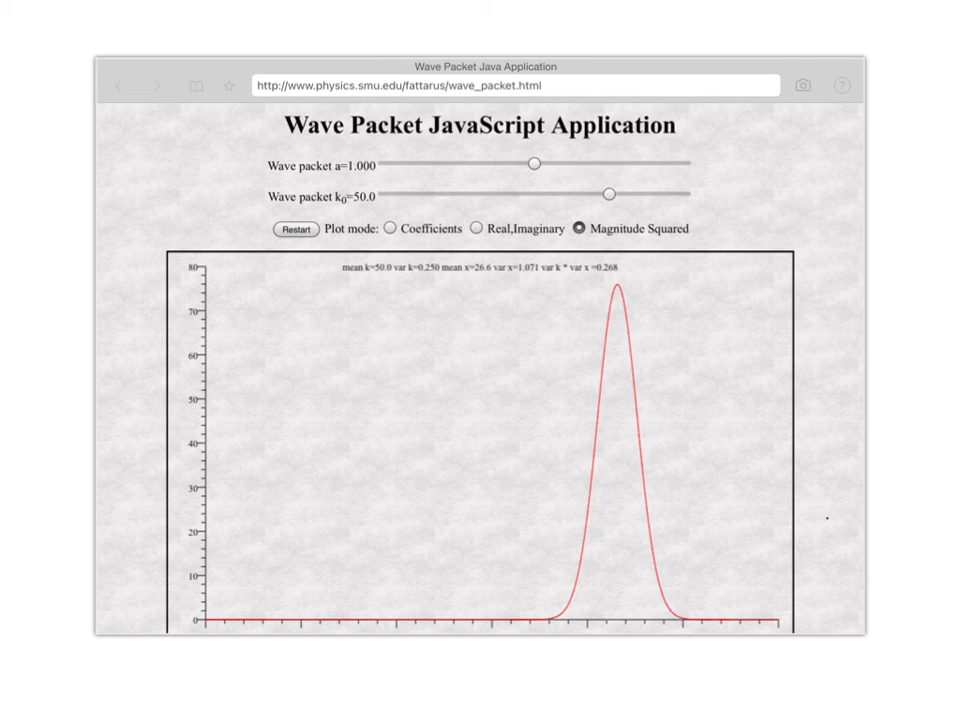 Wave Packet Java Application
http://www.physics.smu.edu/fattarus/wave_packet.html
Wave Packet JavaScript Application
Wave packet a=1.000
Wave packet k0=50.0
Restart Plot mode: Coefficients Real,Imaginary Magnitude Squared
mean k=50.0 var k=0.250 mean x=26.6 var x=1.071 var k * var x =0.268
80
70
60
50
40
30
20
10
0